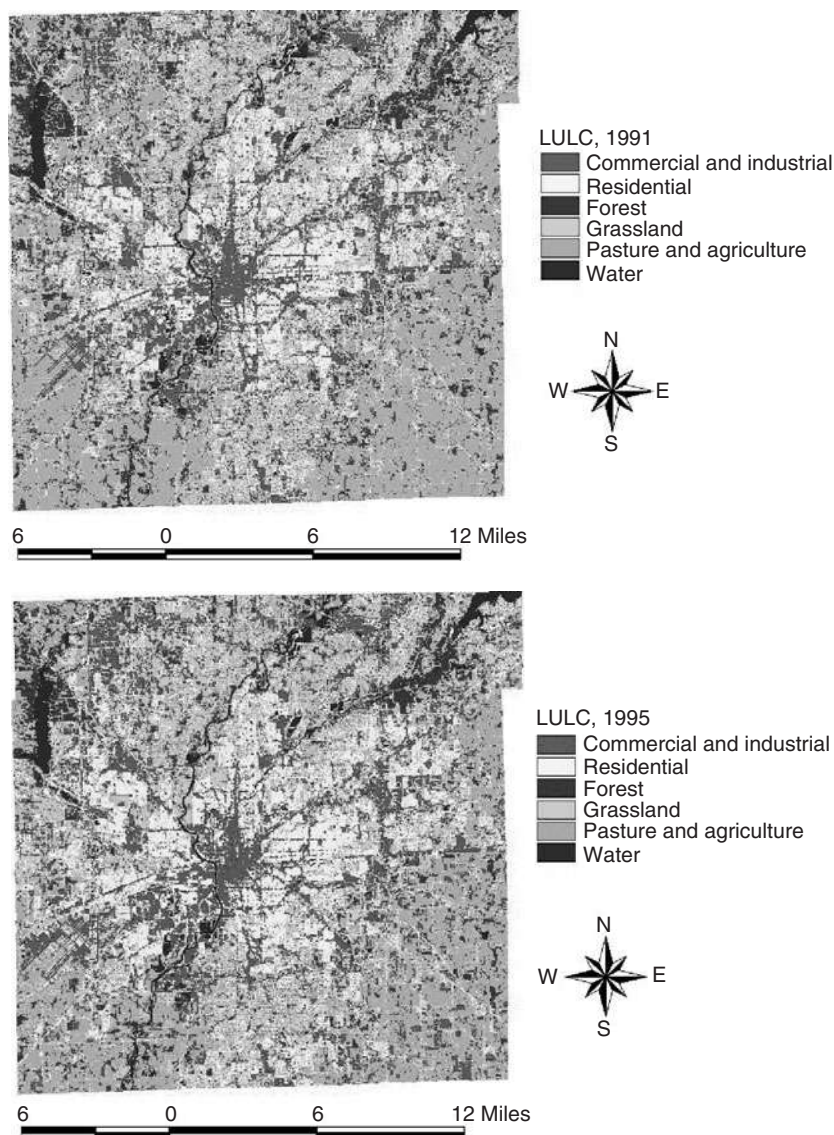 LULC, 1991
Commercial and industrial
Residential
Forest
Grassland
Pasture and agriculture
Water
N
W E
S
6 0 6 12 Miles
LULC, 1995
Commercial and industrial
Residential
Forest
Grassland
Pasture and agriculture
Water
N
W E
S
6 0 6 12 Miles